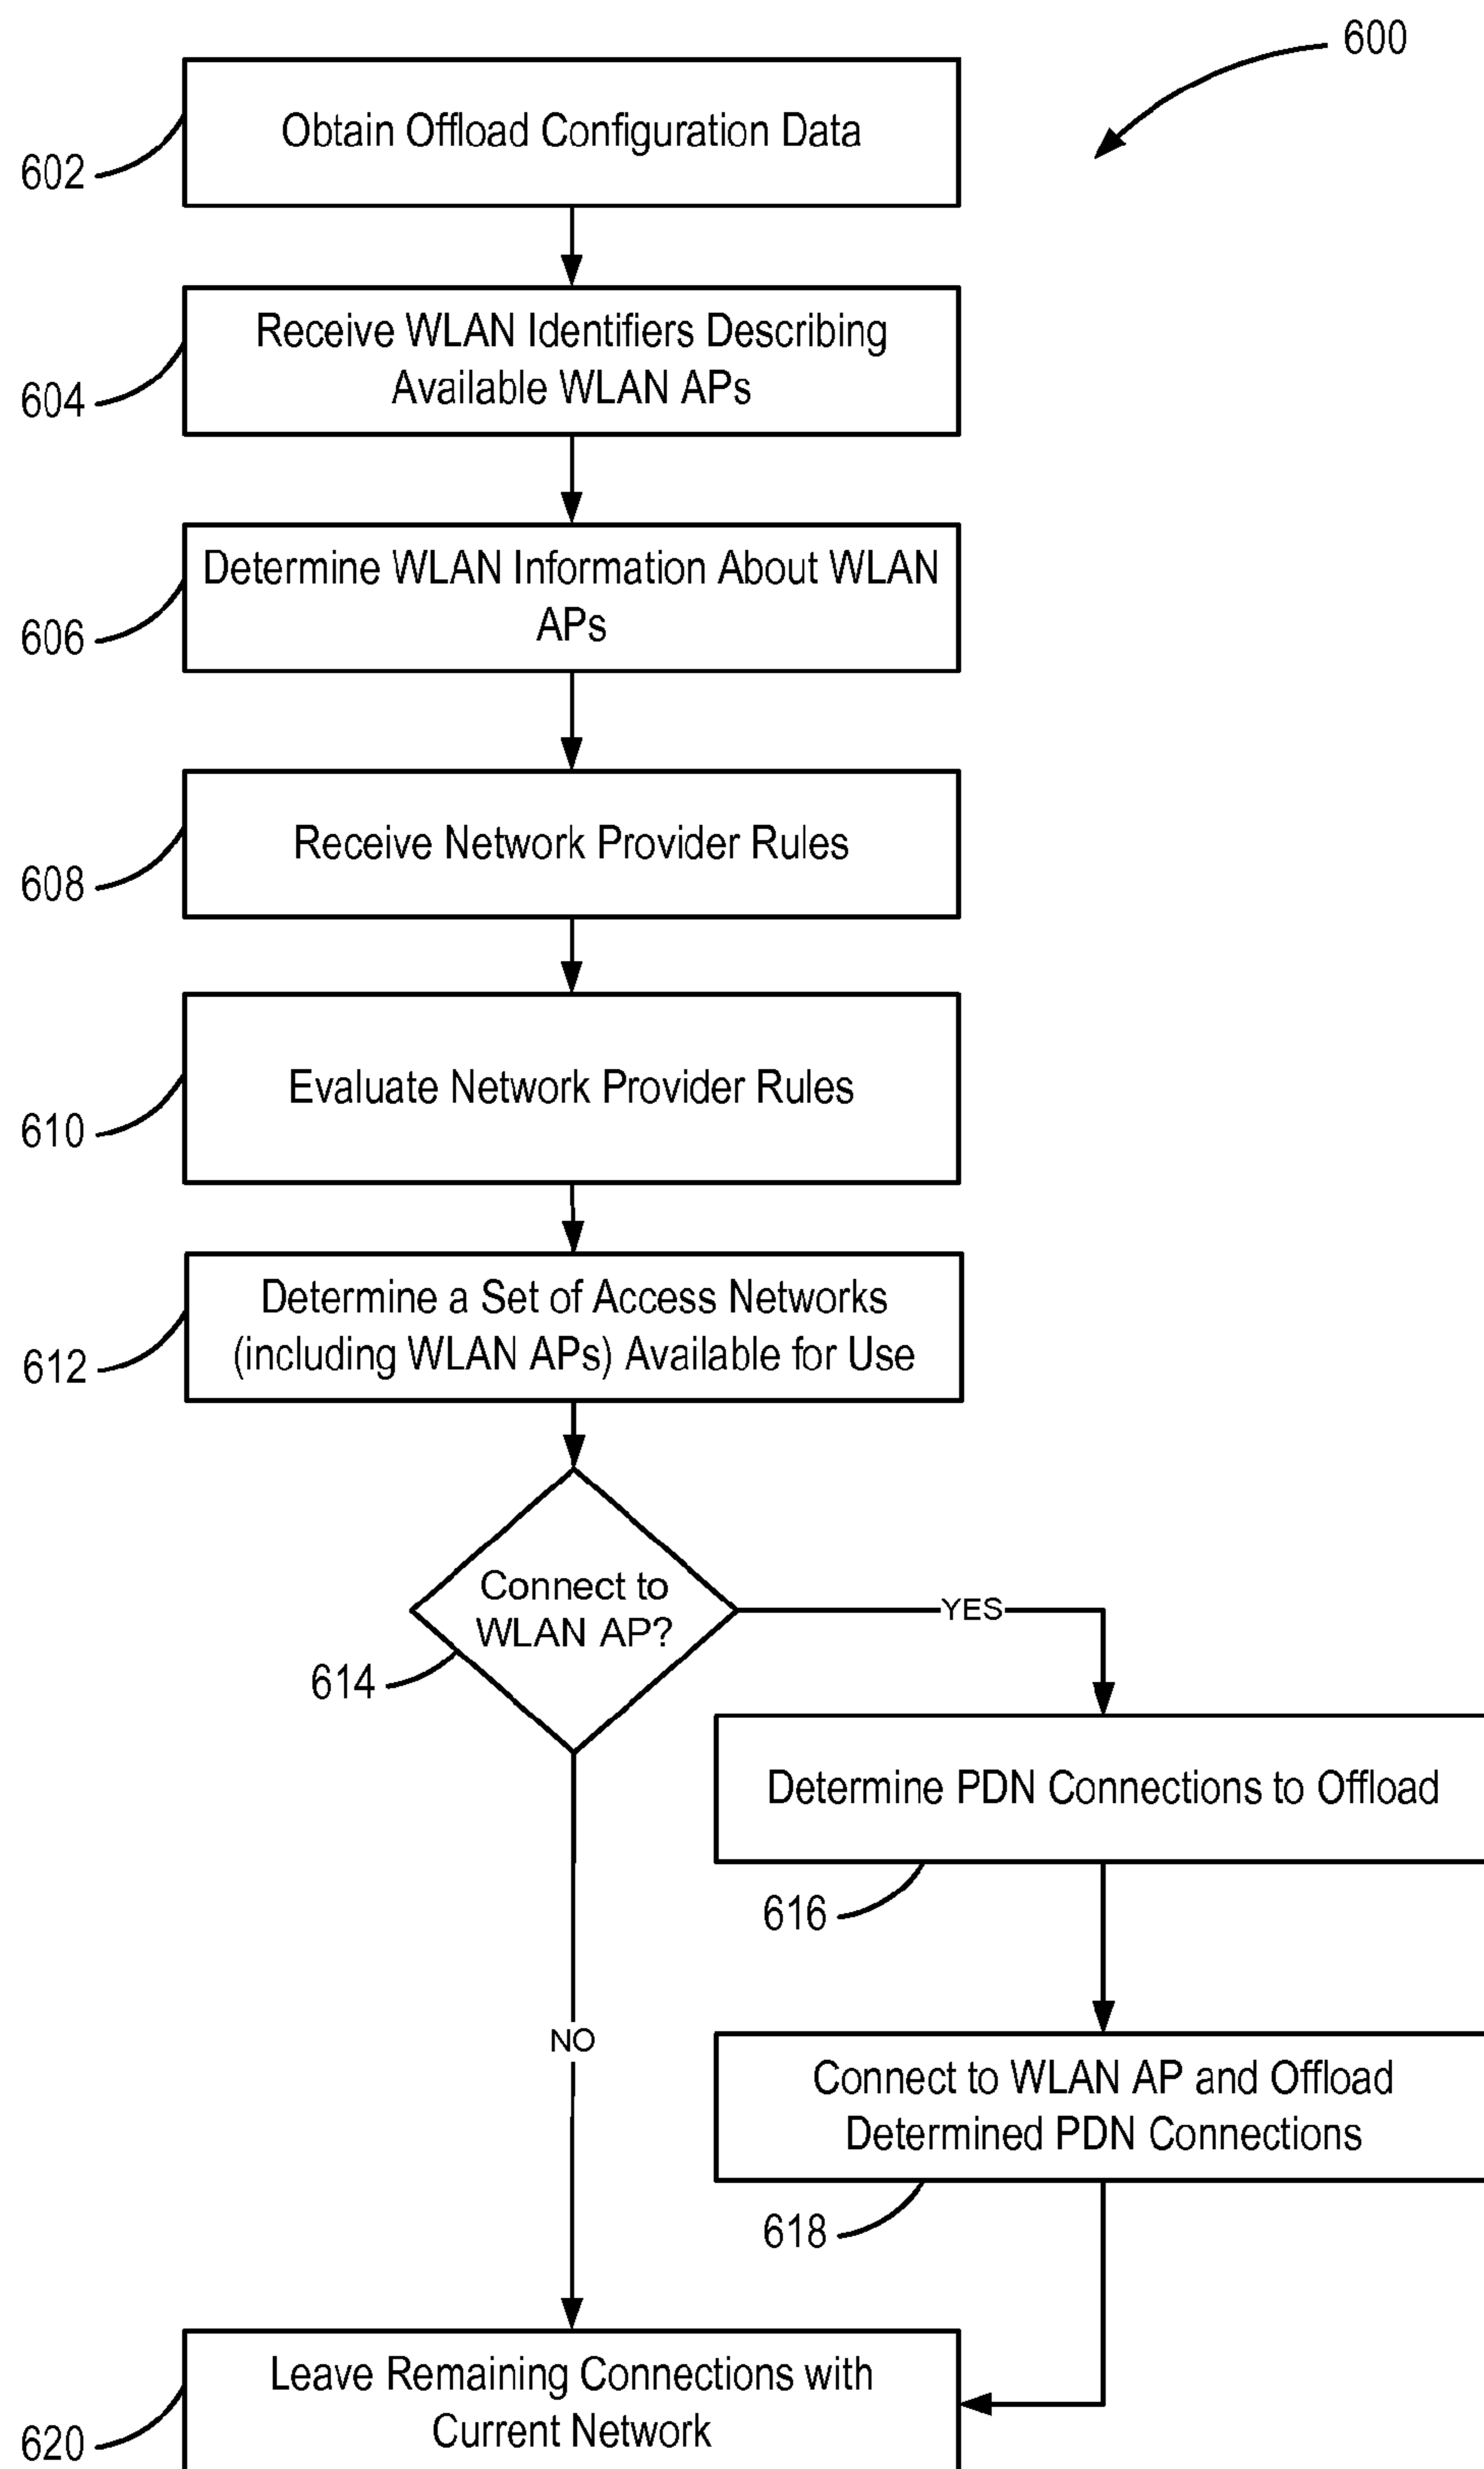 600
Obtain Offload Configuration Data
602
Receive WLAN Identifiers Describing
Available WLAN APs
604
Determine WLAN Information About WLAN
APs
606
Receive Network Provider Rules
608
Evaluate Network Provider Rules
610
Determine a Set of Access Networks
(including WLAN APs) Available for Use
612
Connect to
WLAN AP?
YES
614
Determine PDN Connections to Offload
616
NO
Connect to WLAN AP and Offload
Determined PDN Connections
618
Leave Remaining Connections with
Current Network
620